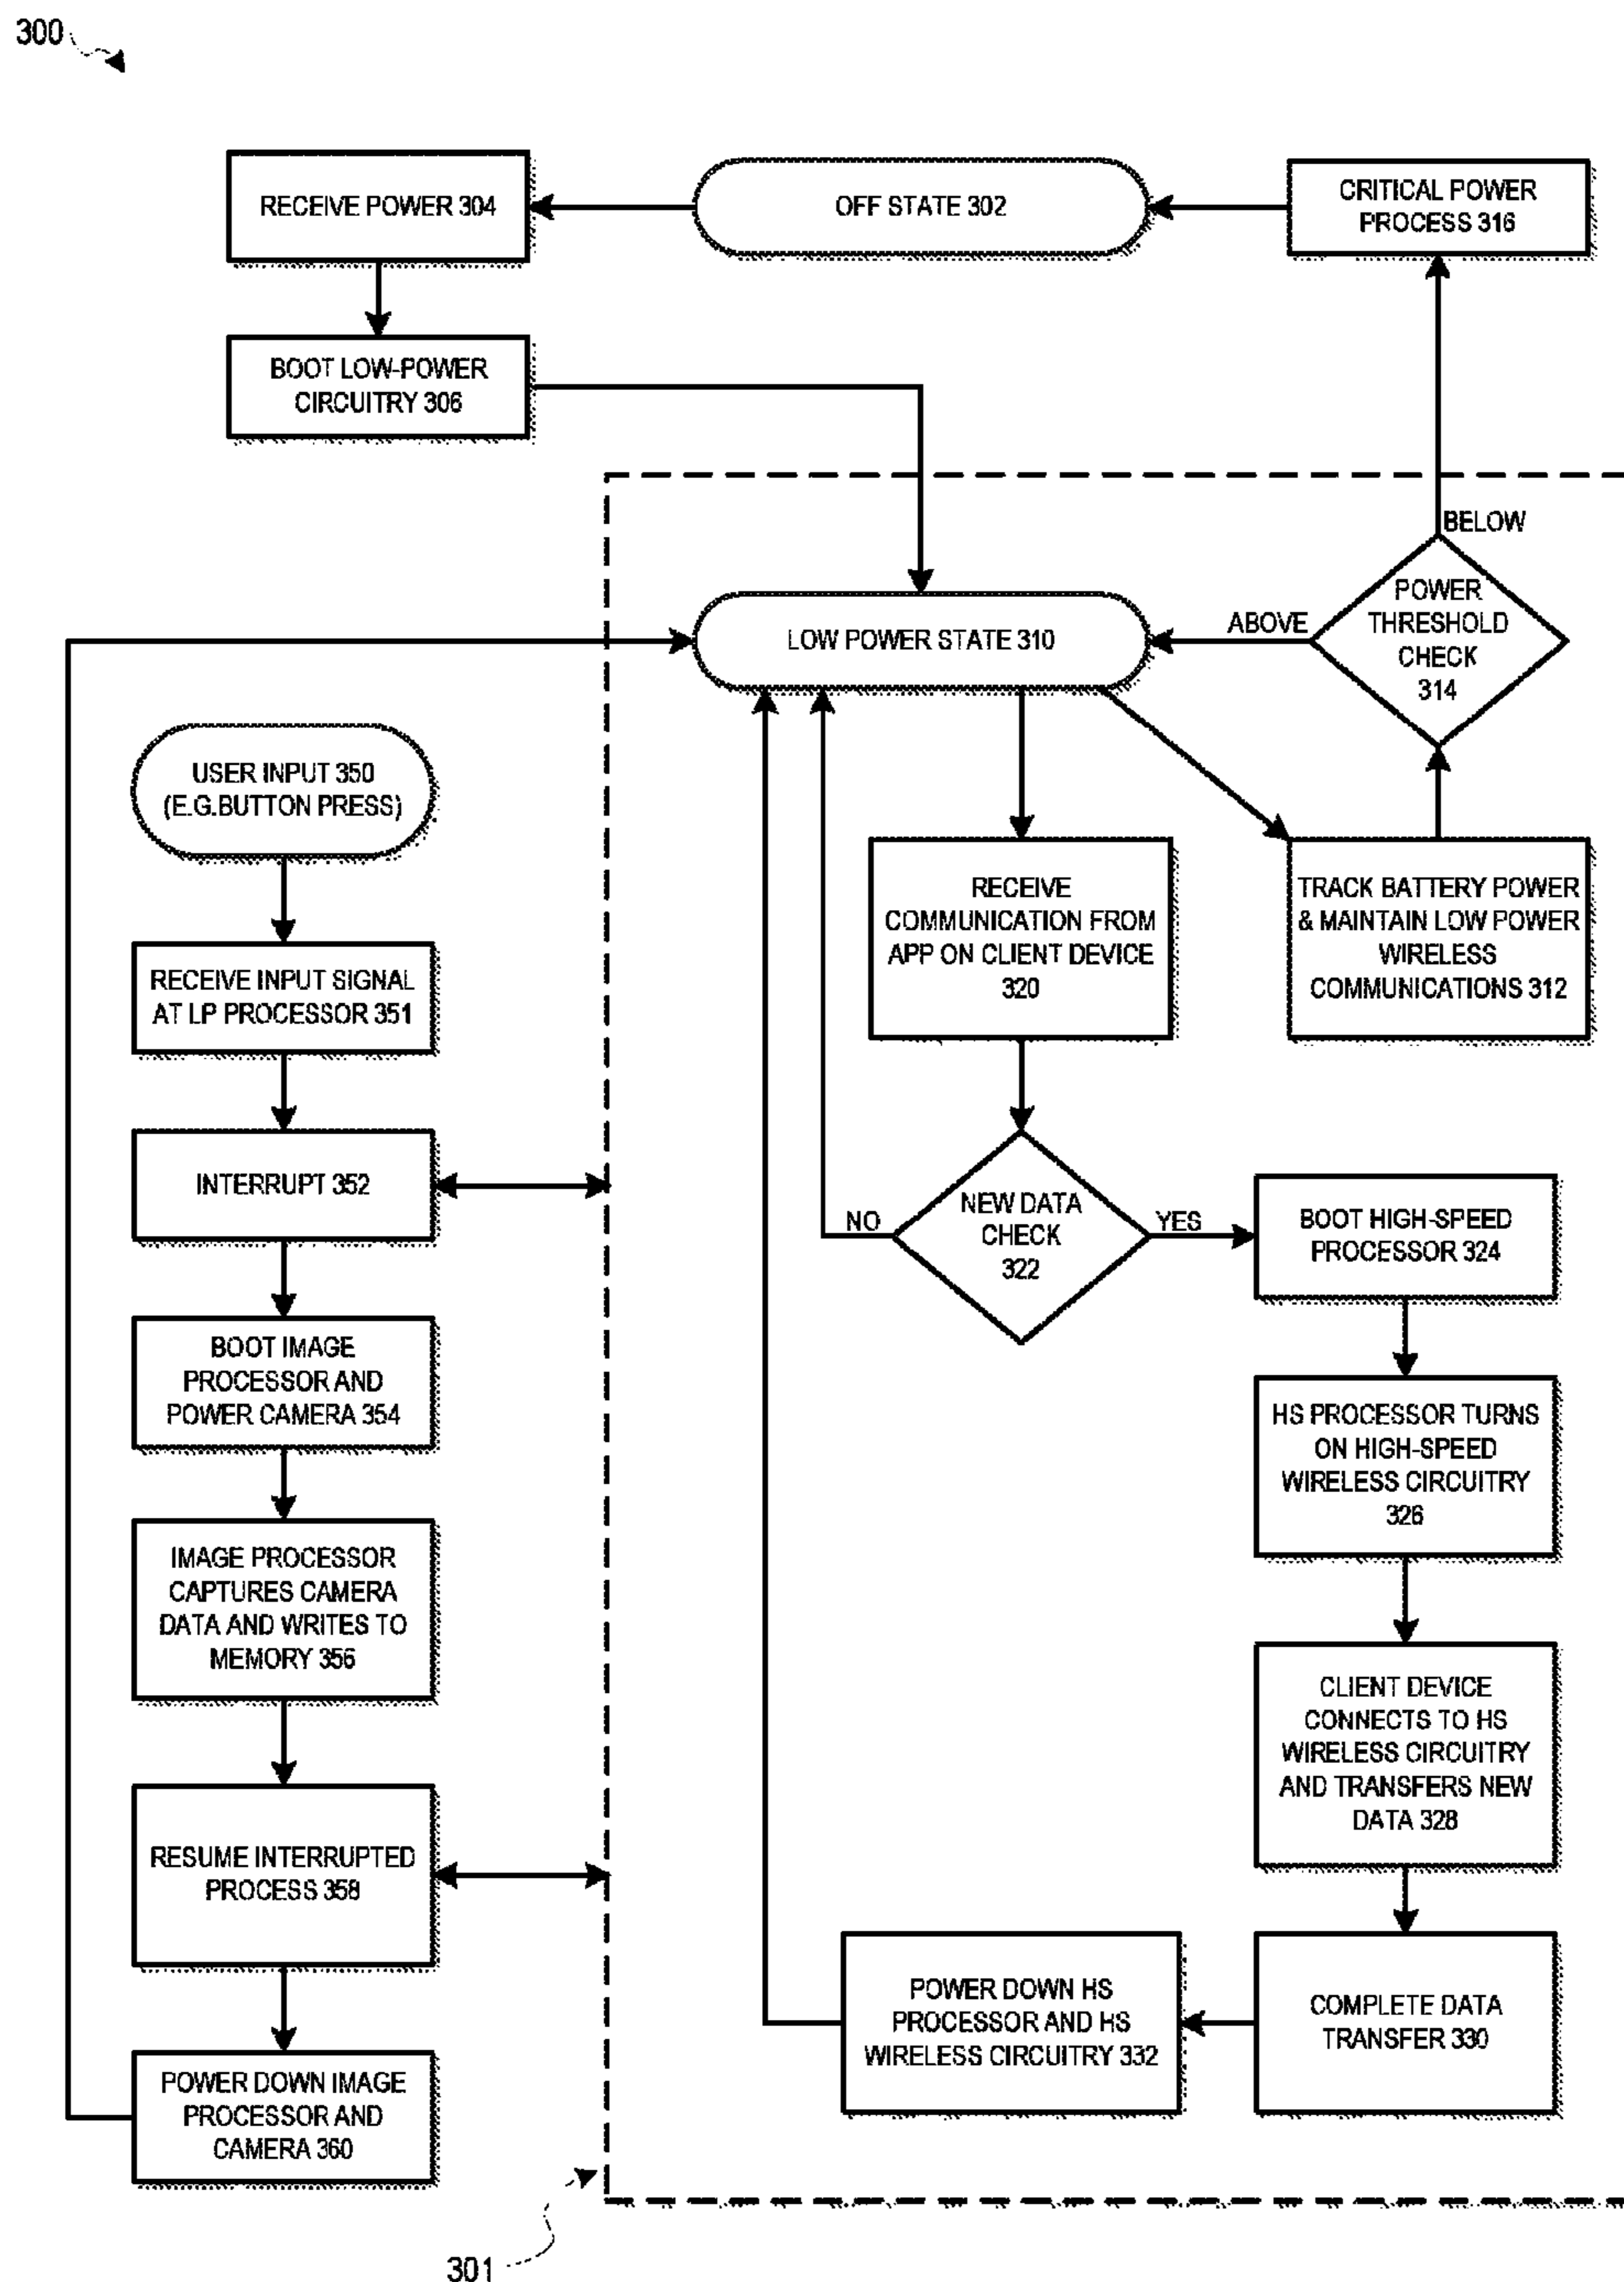 300
RECEIVE POWER 304
OFF STATE 302
CRITICAL POWER
PROCESS 316
BOOT LOW-POWER
CIRCUITRY 306
BELOW
POWER
THRESHOLD
CHECK
314
ABOVE
LOW POWER STATE 310
USER INPUT 350
(E.G.BUTTON PRESS)
RECEIVE
COMMUNICATION FROM
APP ON CLIENT DEVICE
320
TRACK BATTERY POWER
& MAINTAIN LOW POWER
WIRELESS
COMMUNICATIONS 312
RECEIVE INPUT SIGNAL
AT LP PROCESSOR 351
INTERRUPT 352
NO
NEW DATA
CHECK
322
YES
BOOT HIGH-SPEED
PROCESSOR 324
BOOT IMAGE
PROCESSOR AND
POWER CAMERA 354
HS PROCESSOR TURNS
ON HIGH-SPEED
WIRELESS CIRCUITRY
326
IMAGE PROCESSOR
CAPTURES CAMERA
DATA AND WRITES TO
MEMORY 356
CLIENT DEVICE
CONNECTS TO HS
WIRELESS CIRCUITRY
AND TRANSFERS NEW
DATA 328
RESUME INTERRUPTED
PROCESS 358
POWER DOWN HS
PROCESSOR AND HS
WIRELESS CIRCUITRY 332
COMPLETE DATA
TRANSFER 330
POWER DOWN IMAGE
PROCESSOR AND
CAMERA 360
301